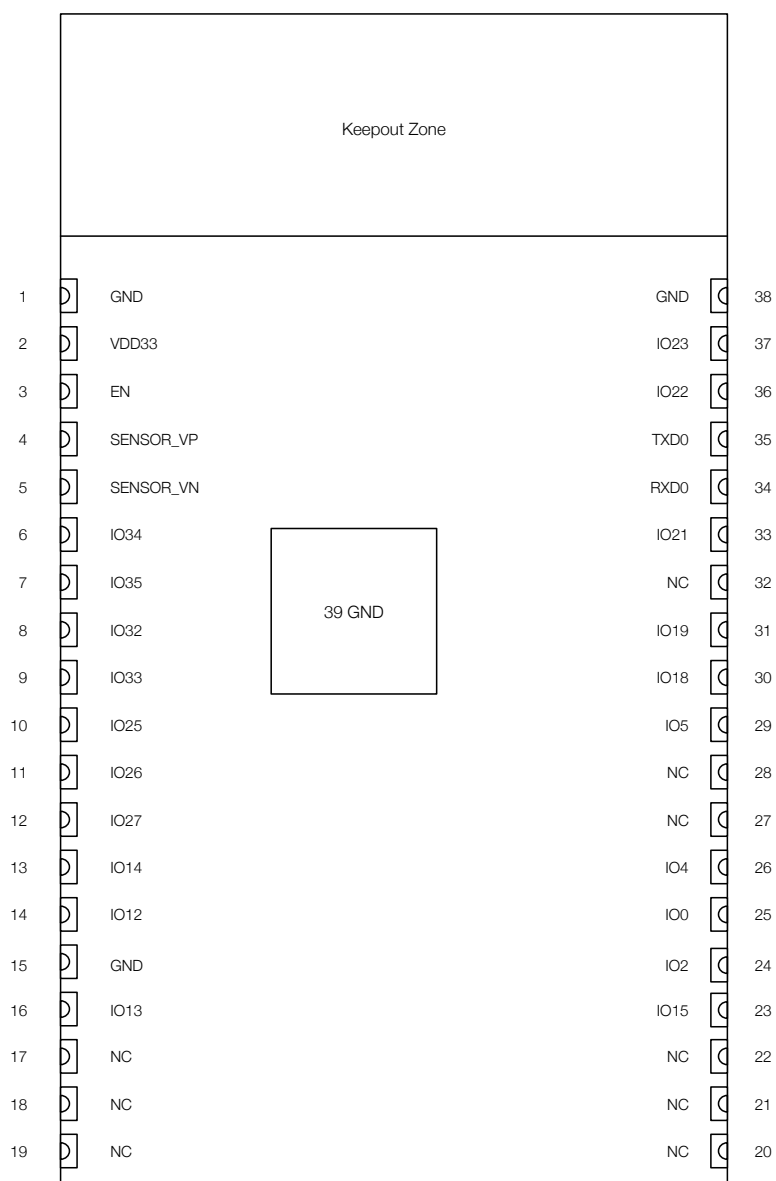 Keepout Zone
1 GND GND 38
2 VDD33 IO23 37
3 EN IO22 36
4 SENSOR_VP TXD0 35
5 SENSOR_VN RXD0 34
6 IO34 IO21 33
7 IO35 NC 32
39 GND
8 IO32 IO19 31
9 IO33 IO18 30
10 IO25 IO5 29
11 IO26 NC 28
12 IO27 NC 27
13 IO14 IO4 26
14 IO12 IO0 25
15 GND IO2 24
16 IO13 IO15 23
17 NC NC 22
18 NC NC 21
19 NC NC 20